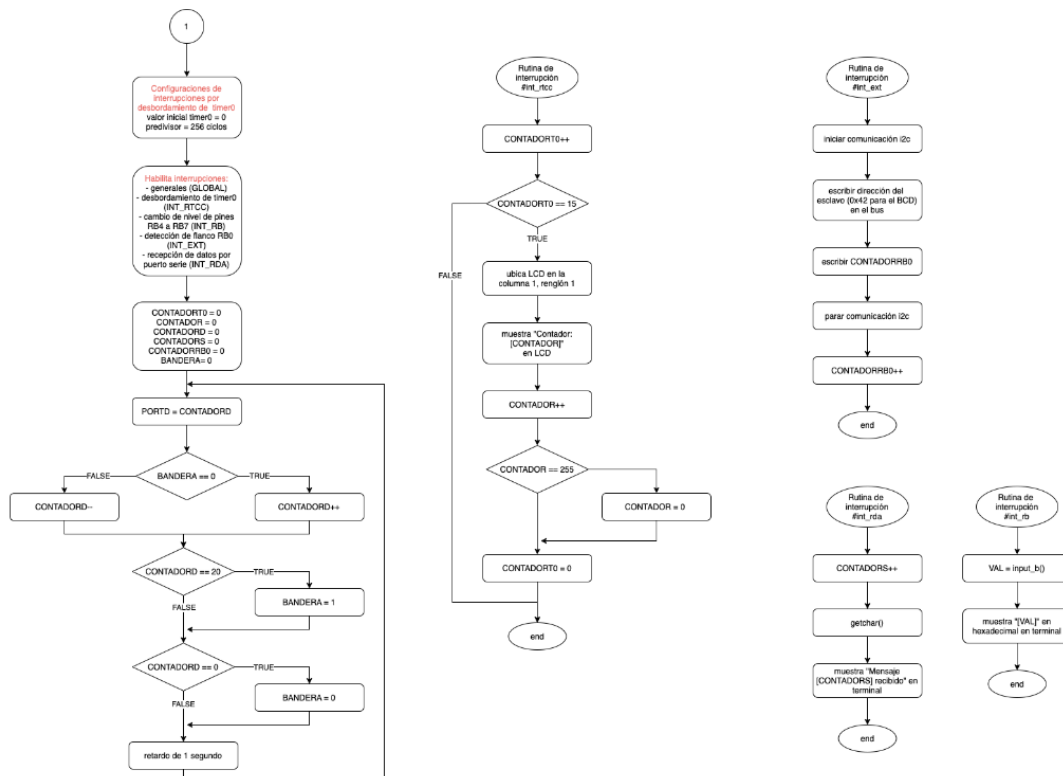 1
Configuraciones de
interrupciones por
desbordamiento de timer0
valor inicial timer0 = 0
predivisor = 256 ciclos
Habilita interrupciones:
- generales (GLOBAL)
- desbordamiento de timer0
(INT_RTCC)
- cambio de nivel de pines
RB4 a RB7 (INT_RB)
- detección de flanco RB0
(INT_EXT)
- recepción de datos por
puerto serie (INT_RDA)
CONTADORT0 = 0
CONTADOR = 0
CONTADORD = 0
CONTADORS = 0
CONTADORRB0 = 0
BANDERA= 0
PORTD = CONTADORD
BANDERA == 0
FALSE
TRUE
CONTADORD--
CONTADORD++
CONTADORD == 20
TRUE
FALSE
BANDERA = 1
CONTADORD == 0
TRUE
FALSE
BANDERA = 0
retardo de 1 segundo
Rutina de
interrupción
#int_rtcc
CONTADORT0++
CONTADORT0 == 15
TRUE
FALSE
ubica LCD en la
columna 1, renglón 1
muestra "Contador:
[CONTADOR]"
en LCD
CONTADOR++
CONTADOR == 255
CONTADOR = 0
CONTADORT0 = 0
end
Rutina de
interrupción
#int_ext
iniciar comunicación i2c
escribir dirección del
esclavo (0x42 para el BCD)
en el bus
escribir CONTADORRB0
parar comunicación i2c
CONTADORRB0++
end
Rutina de
interrupción
#int_rda
CONTADORS++
getchar()
muestra "Mensaje
[CONTADORS] recibido" en
terminal
end
Rutina de
interrupción
#int_rb
VAL = input_b()
muestra "[VAL]" en
hexadecimal en terminal
end